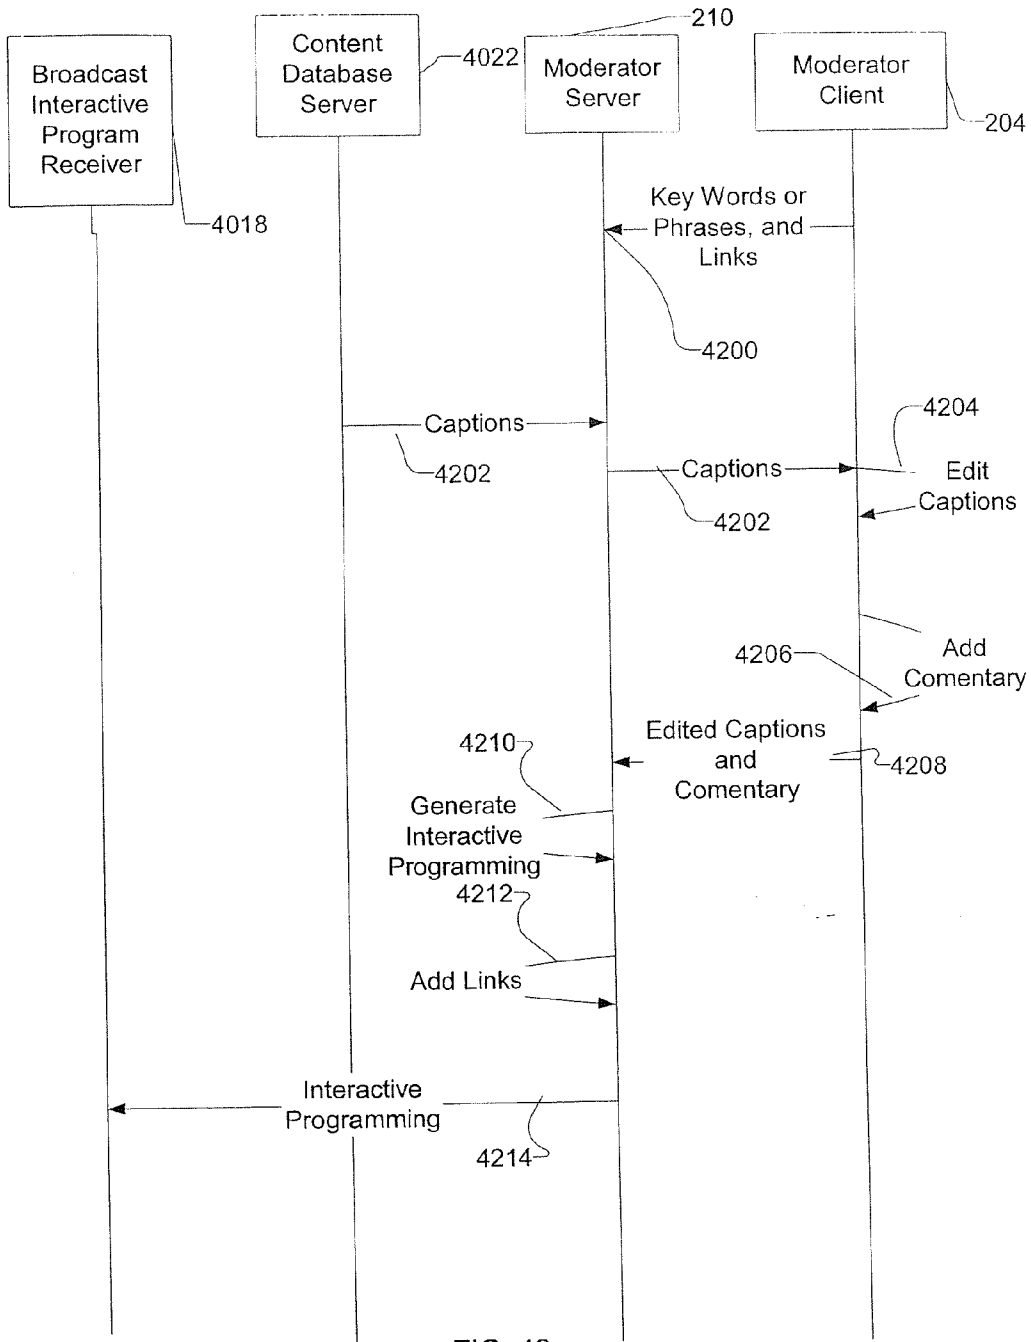 Broadcast
Interactive
Program
Receiver
4018
Content
Database
Server
4022
Moderator
Server
210
Moderator
Client
204
Key Words or
Phrases, and
Links
4200
Captions
4202
Captions
4202
4204
Edit
Captions
Add
Comentary
4206
Edited Captions
and
Comentary
4208
4210
Generate
Interactive
Programming
4212
Add Links
Interactive
Programming
4214